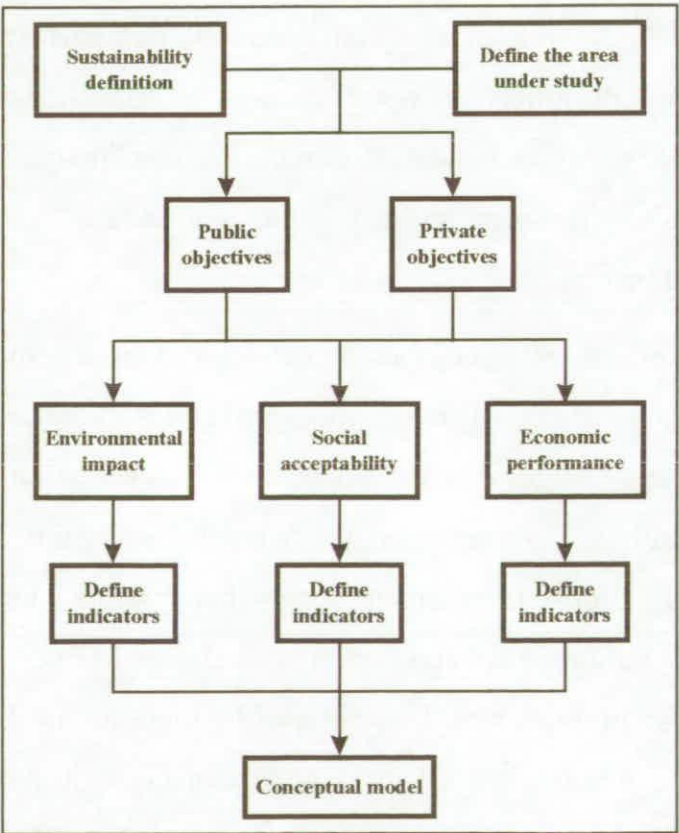 Sustainability
definition
Define the area
under study
Public
objectives
Private
objectives
Environmental
impact
Social
acceptability
Economic
performance
Define
indicators
Define
indicators
Define
indicators
Conceptual model